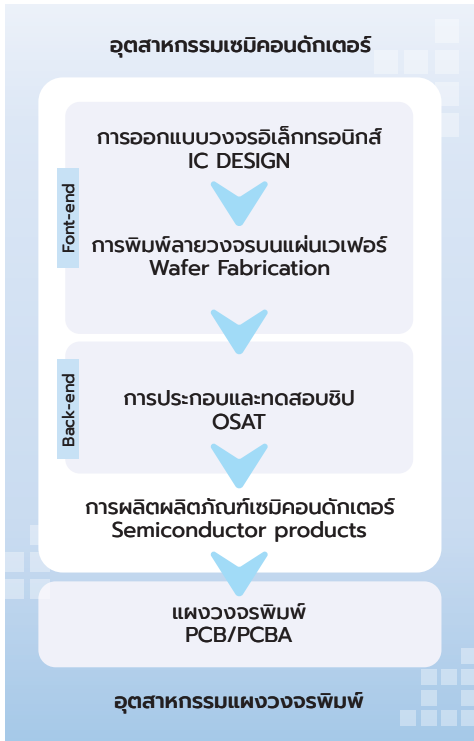 อุตสาหกรรมเซมิคอนดักเตอร์
การออกแบบวงจรอิเล็กทรอนิกส์
IC DESIGN
Font-end
การพิมพ์ลายวงจรบนแผ่นเวเฟอร์
Wafer Fabrication
Back-end
การประกอบและทดสอบชิป
OSAT
การผลิตผลิตภัณฑ์เซมิคอนดักเตอร์
Semiconductor products
แผงวงจรพิมพ์
PCB/PCBA
อุตสาหกรรมแผงวงจรพิมพ์